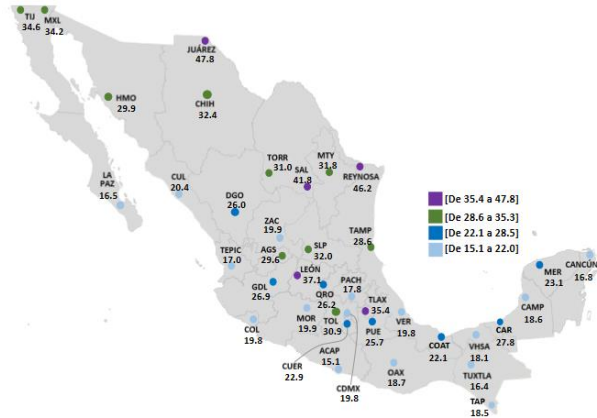 TIJ
34.6
MXL
34.2
JUÁREZ
47.8
HMO
29.9
CHIH
32.4
TORR
31.0
MTY
31.8
SAL
41.8
REYNOSA
46.2
LA
PAZ
16.5
CUL
20.4
DGO
26.0
[De 35.4 a 47.8]
[De 28.6 a 35.3]
[De 22.1 a 28.5]
[De 15.1 a 22.0]
ZAC
19.9
TAMP
28.6
TEPIC
17.0
AGS
29.6
SLP
32.0
MER
23.1
CANCÚN
16.8
LEÓN
37.1
PACH
17.8
GDL
26.9
QRO
26.2
TLAX
35.4
CAMP
18.6
COL
19.8
MOR
19.9
TOL
30.9
PUE
25.7
VER
19.8
COAT
22.1
CAR
27.8
VHSA
18.1
ACAP
15.1
CUER
22.9
CDMX
19.8
OAX
18.7
TUXTLA
16.4
TAP
18.5